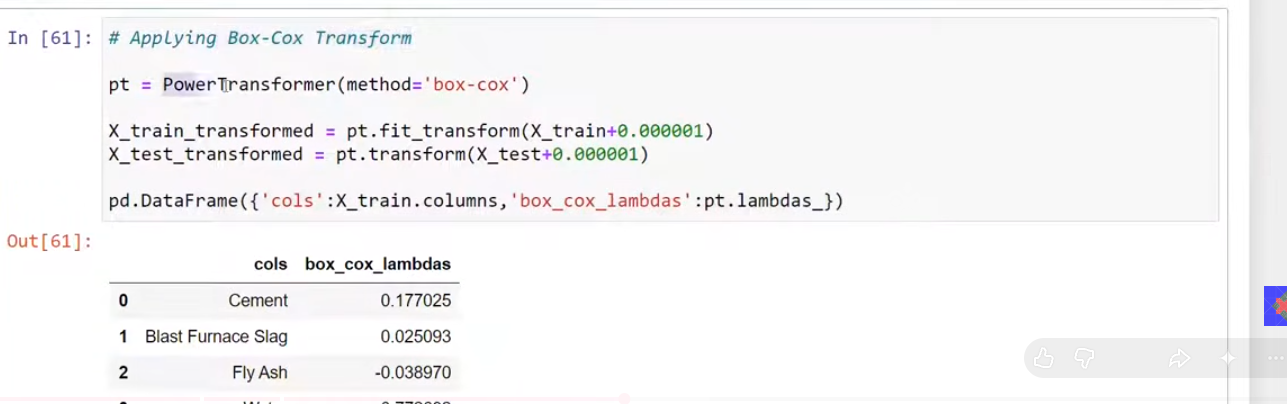 In [61]: # Applying Box-Cox Transform
pt = PowerTransformer(method='box-cox')
X_train_transformed = pt.fit_transform(X_train+0.000001)
X_test_transformed = pt.transform(X_test+0.000001)
pd.DataFrame({'cols':X_train.columns,'box_cox_lambdas':pt.lambdas_})
Out[61]:
cols box_cox_lambdas
0 Cement 0.177025
1 Blast Furnace Slag 0.025093
2 Fly Ash -0.038970